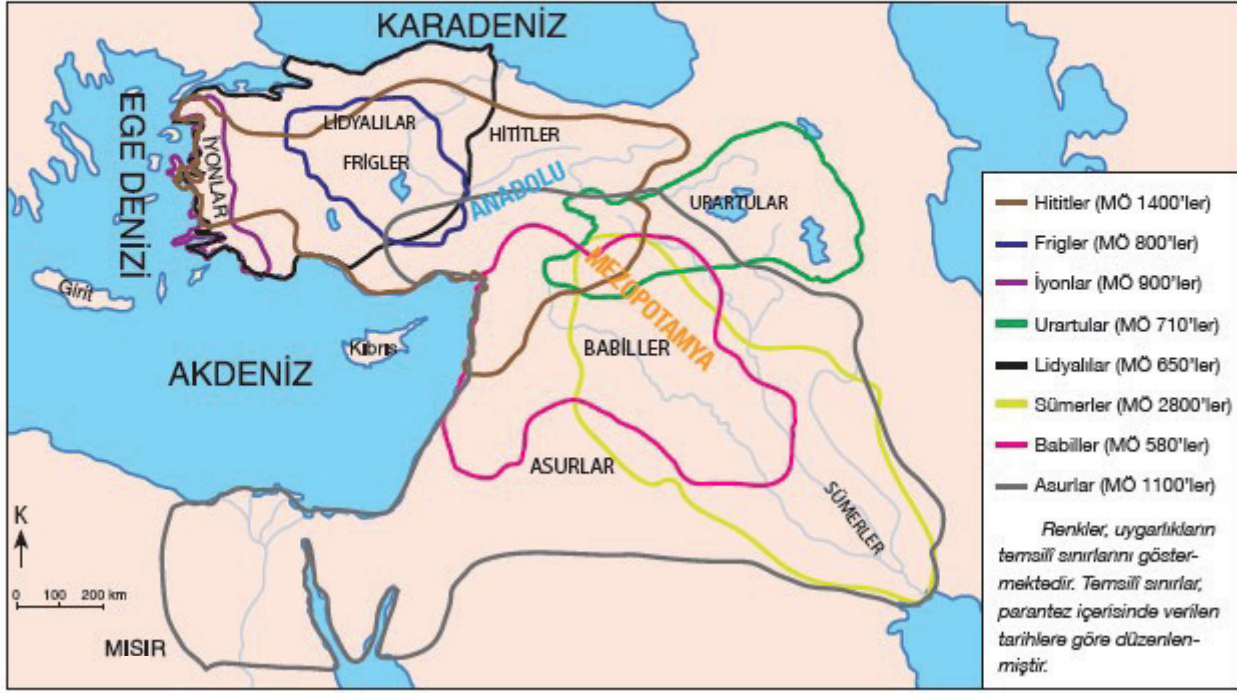 KARADENİZ
EGE DENİZİ
LİDYALILAR
HİTİTLER
FRİGLER
İYONLAR
ANADOLU
URARTULAR
MEZOPOTAMYA
Girit
Kıbrıs
AKDENİZ
BABİLLER
ASURLAR
SÜMERLER
K
0 100 200 km
MISIR
Hititler (MÖ 1400'ler)
Frigler (MÖ 800'ler)
İyonlar (MÖ 900'ler)
Urartular (MÖ 710'ler)
Lidyalılar (MÖ 650'ler)
Sümerler (MÖ 2800'ler)
Babiller (MÖ 580'ler)
Asurlar (MÖ 1100'ler)
Renkler, uygarlıkların
temsilî sınırlarını göster-
mektedir. Temsilî sınırlar,
parantez içerisinde verilen
tarihlere göre düzenlen-
miştir.